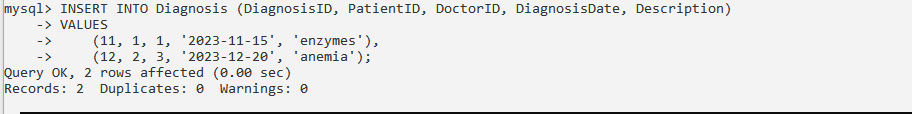 mysql> INSERT INTO Diagnosis (DiagnosisID, PatientID, DoctorID, DiagnosisDate, Description)
    -> VALUES
    ->     (11, 1, 1, '2023-11-15', 'enzymes'),
    ->     (12, 2, 3, '2023-12-20', 'anemia');
Query OK, 2 rows affected (0.00 sec)
Records: 2  Duplicates: 0  Warnings: 0